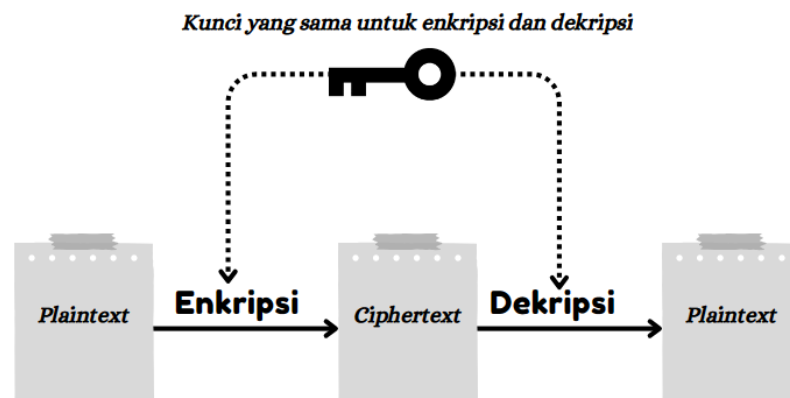 Kunci yang sama untuk enkripsi dan dekripsi
Enkripsi
Dekripsi
Plaintext
Ciphertext
Plaintext